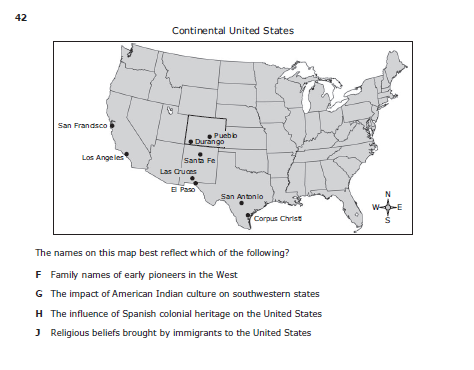 42
Continental United States
San Francisco
Pueblo
Durango
Los Angeles
Santa Fe
Las Cruces
El Paso
San Antonio
Corpus Christi
N
W E
S
The names on this map best reflect which of the following?
F Family names of early pioneers in the West
G The impact of American Indian culture on southwestern states
H The influence of Spanish colonial heritage on the United States
J Religious beliefs brought by immigrants to the United States